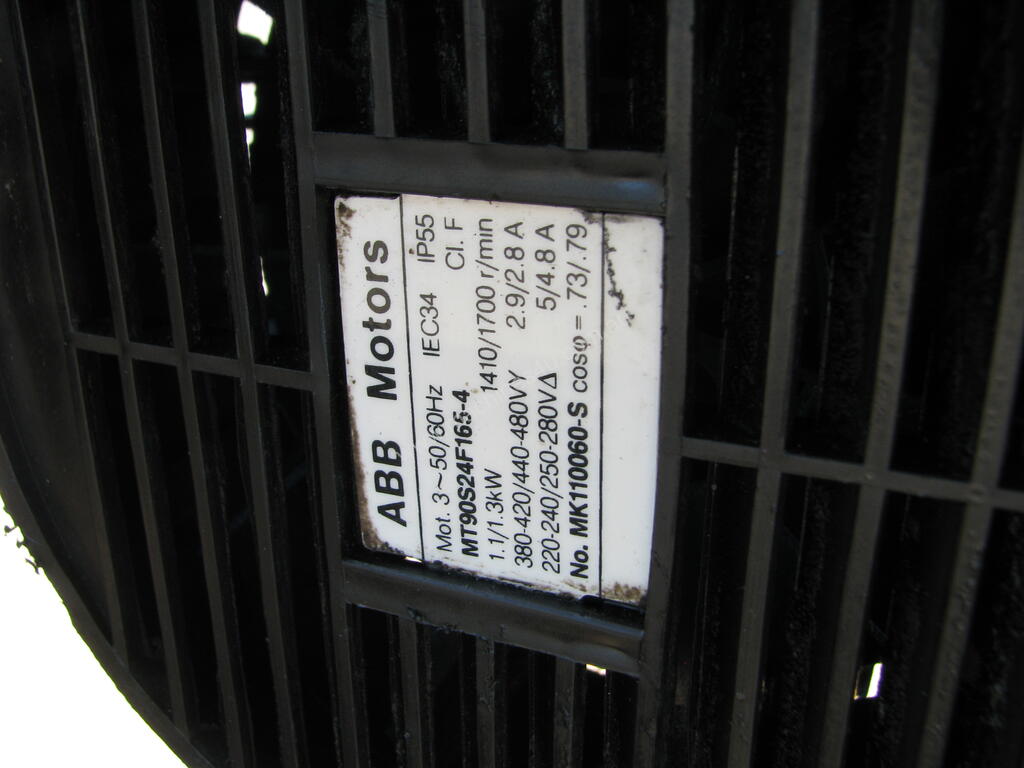 ABB Motors
Mot. 3~50/60Hz IEC34 IP55
MT90S24F165-4 Cl. F
1.1/1.3kW 1410/1700 r/min
380-420/440-480VY 2.9/2.8 A
220-240/250-280VΔ 5/4.8 A
No. MK110060-S cosφ = .73/.79